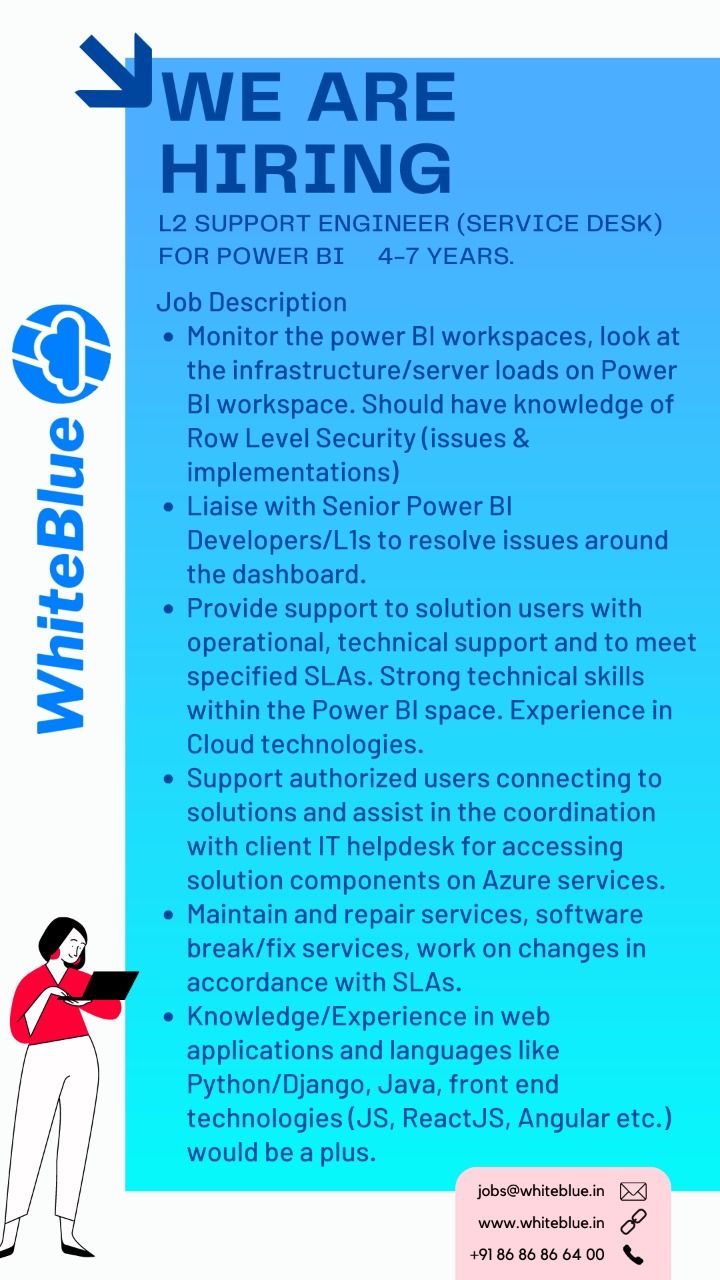 WE ARE
HIRING
L2 SUPPORT ENGINEER (SERVICE DESK)
FOR POWER BI 4-7 YEARS.
Job Description
• Monitor the power BI workspaces, look at
the infrastructure/server loads on Power
BI workspace. Should have knowledge of
Row Level Security (issues &
implementations)
• Liaise with Senior Power BI
Developers/L1s to resolve issues around
the dashboard.
• Provide support to solution users with
operational, technical support and to meet
specified SLAs. Strong technical skills
within the Power BI space. Experience in
Cloud technologies.
• Support authorized users connecting to
solutions and assist in the coordination
with client IT helpdesk for accessing
solution components on Azure services.
• Maintain and repair services, software
break/fix services, work on changes in
accordance with SLAs.
• Knowledge/Experience in web
applications and languages like
Python/Django, Java, front end
technologies (JS, ReactJS, Angular etc.)
would be a plus.
WhiteBlue
jobs@whiteblue.in
www.whiteblue.in
+91 86 86 86 64 00